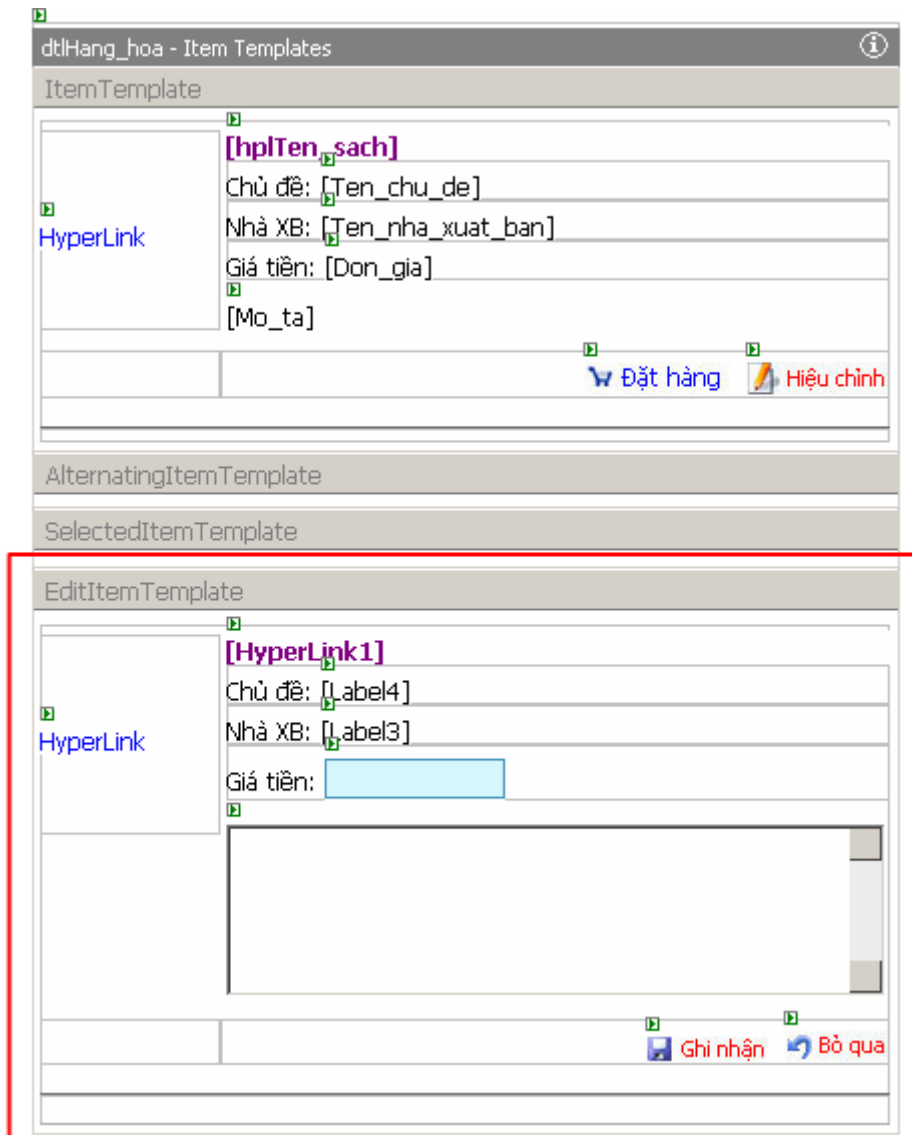 dtlHang_hoa - Item Templates
ItemTemplate
[hplTen_sach]
Chủ đề: [Ten_chu_de]
Nhà XB: [Ten_nha_xuat_ban]
HyperLink
Giá tiền: [Don_gia]
[Mo_ta]
Đặt hàng Hiệu chỉnh
AlternatingItemTemplate
SelectedItemTemplate
EditItemTemplate
[HyperLink1]
Chủ đề: [Label4]
Nhà XB: [Label3]
HyperLink
Giá tiền:
Ghi nhận Bỏ qua